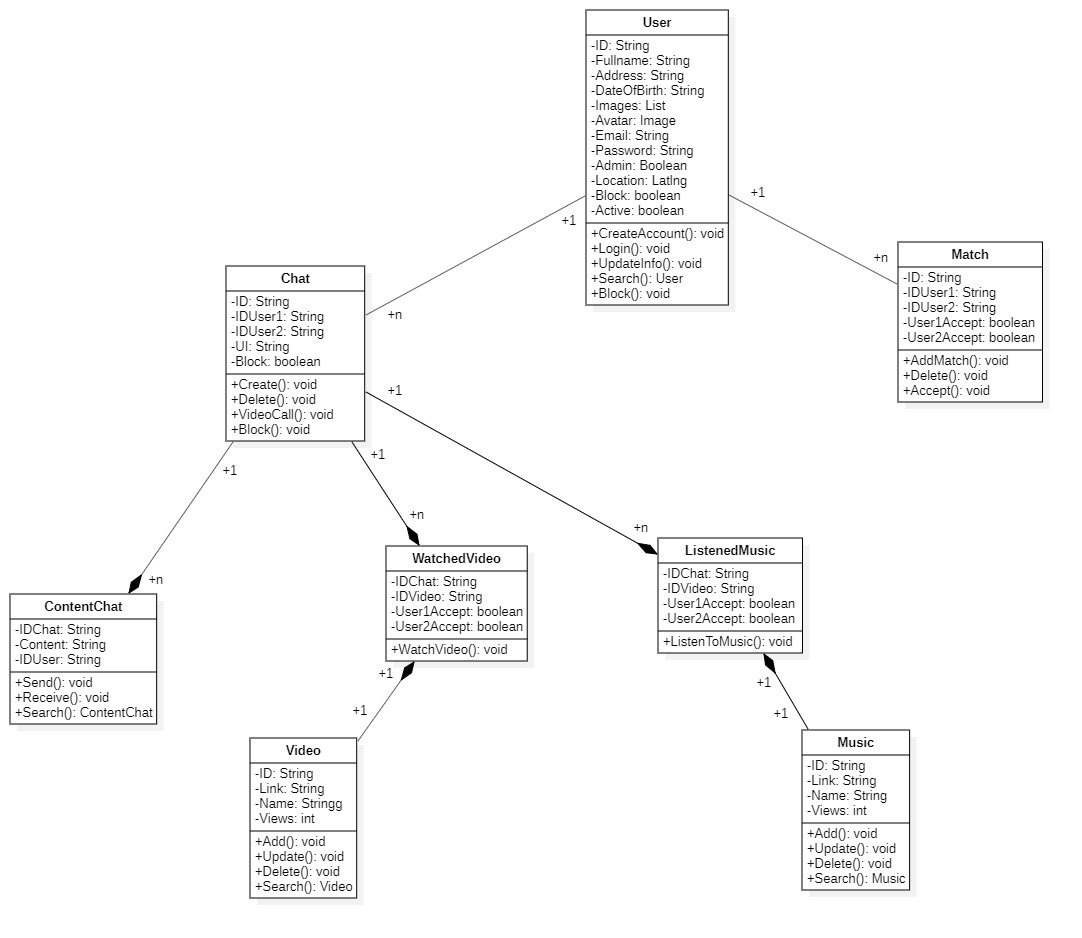 User
-ID: String
-Fullname: String
-Address: String
-DateOfBirth: String
-Images: List
-Avatar: Image
-Email: String
-Password: String
-Admin: Boolean
-Location: Latlng
-Block: boolean
-Active: boolean
+CreateAccount(): void
+Login(): void
+UpdateInfo(): void
+Search(): User
+Block(): void
+1
+1
+n
+n
Match
-ID: String
-IDUser1: String
-IDUser2: String
-User1Accept: boolean
-User2Accept: boolean
+AddMatch(): void
+Delete(): void
+Accept(): void
Chat
-ID: String
-IDUser1: String
-IDUser2: String
-UI: String
-Block: boolean
+Create(): void
+Delete(): void
+VideoCall(): void
+Block(): void
+1
+1
+1
+n
+n
+n
ContentChat
-IDChat: String
-Content: String
-IDUser: String
+Send(): void
+Receive(): void
+Search(): ContentChat
WatchedVideo
-IDChat: String
-IDVideo: String
-User1Accept: boolean
-User2Accept: boolean
+WatchVideo(): void
ListenedMusic
-IDChat: String
-IDVideo: String
-User1Accept: boolean
-User2Accept: boolean
+ListenToMusic(): void
+1
+1
+1
+1
Video
-ID: String
-Link: String
-Name: Stringg
-Views: int
+Add(): void
+Update(): void
+Delete(): void
+Search(): Video
Music
-ID: String
-Link: String
-Name: String
-Views: int
+Add(): void
+Update(): void
+Delete(): void
+Search(): Music